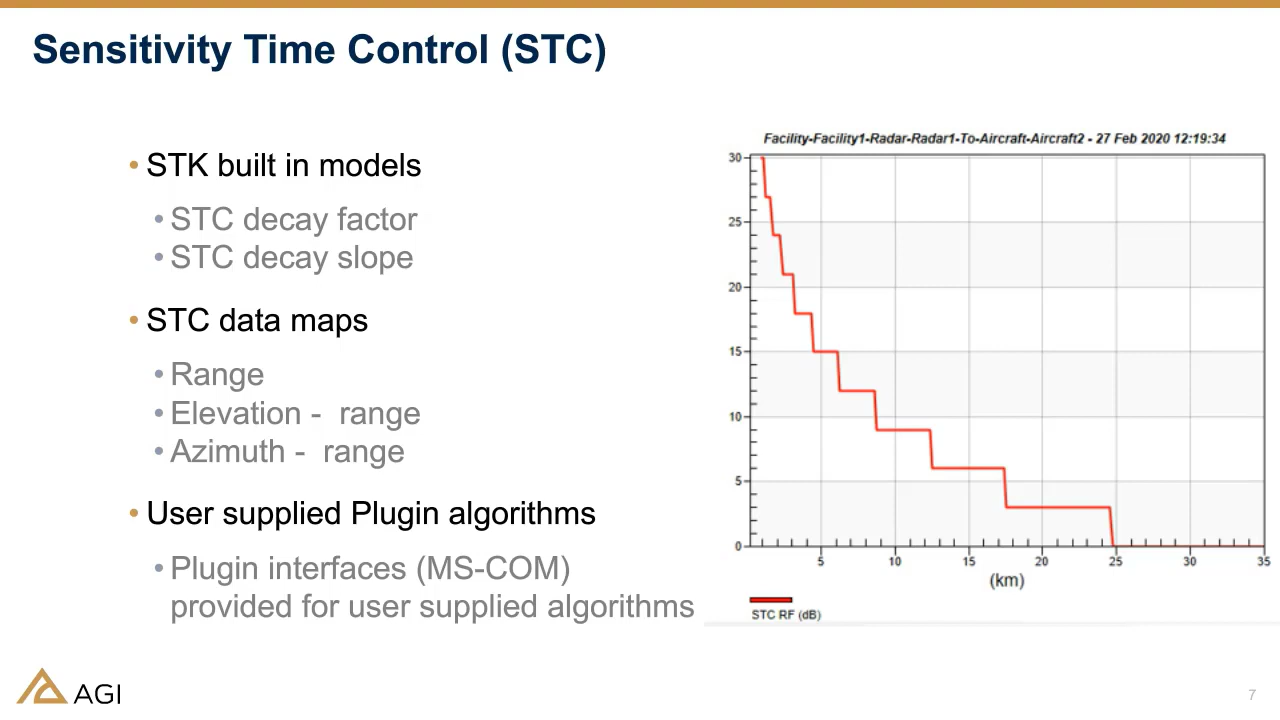 Sensitivity Time Control (STC)
• STK built in models
• STC decay factor
• STC decay slope
• STC data maps
• Range
• Elevation -  range
• Azimuth -  range
• User supplied Plugin algorithms
• Plugin interfaces (MS-COM)
provided for user supplied algorithms
Facility-Facility1-Radar-Radar1-To-Aircraft-Aircraft2 - 27 Feb 2020 12:19:34
30
25
20
15
10
5
0
5 10 15 20 25 30 35
(km)
STC RF (dB)
AGI
7